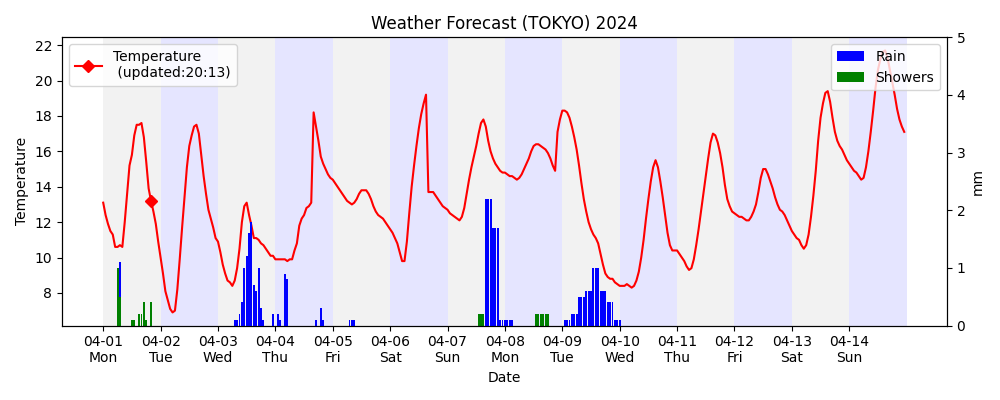 Weather Forecast (TOKYO) 2024
Temperature
(updated:20:13)
Rain
Showers
22
20
18
16
14
12
10
8
Temperature
5
4
3
2
1
0
mm
04-01 04-02 04-03 04-04 04-05 04-06 04-07 04-08 04-09 04-10 04-11 04-12 04-13 04-14
Mon Tue Wed Thu Fri Sat Sun Mon Tue Wed Thu Fri Sat Sun
Date